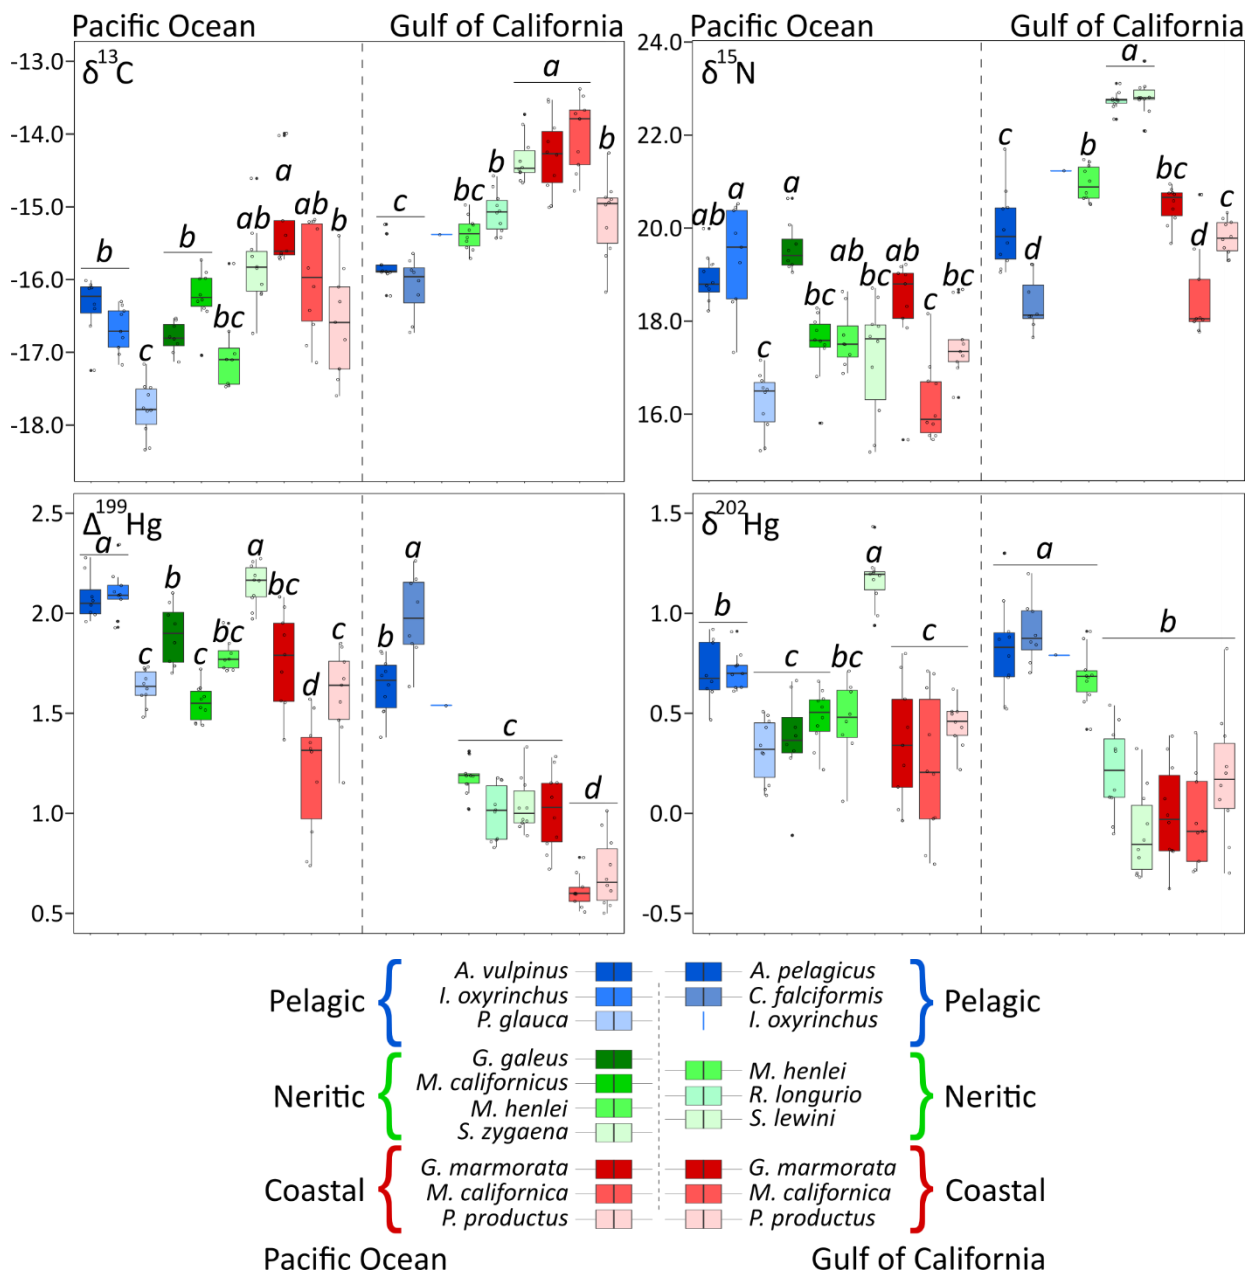 Pacific Ocean Gulf of California Pacific Ocean Gulf of California
δ13C
-13.0
-14.0
-15.0
-16.0
-17.0
-18.0
b
c
b
bc
ab
a
ab
b
c
bc
b
a
b
δ15N
24.0
22.0
20.0
18.0
16.0
ab
a
c
a
bc
ab
bc
ab
c
bc
c
d
b
a
bc
d
c
Δ199Hg
2.5
2.0
1.5
1.0
0.5
a
c
b
c
bc
a
bc
d
c
b
a
c
d
δ202Hg
1.5
1.0
0.5
0.0
-0.5
b
c
bc
a
c
a
b
Pelagic
A. vulpinus
I. oxyrinchus
P. glauca
A. pelagicus
C. falciformis
I. oxyrinchus
Pelagic
Neritic
G. galeus
M. californicus
M. henlei
S. zygaena
M. henlei
R. longurio
S. lewini
Neritic
Coastal
G. marmorata
M. californica
P. productus
G. marmorata
M. californica
P. productus
Coastal
Pacific Ocean Gulf of California